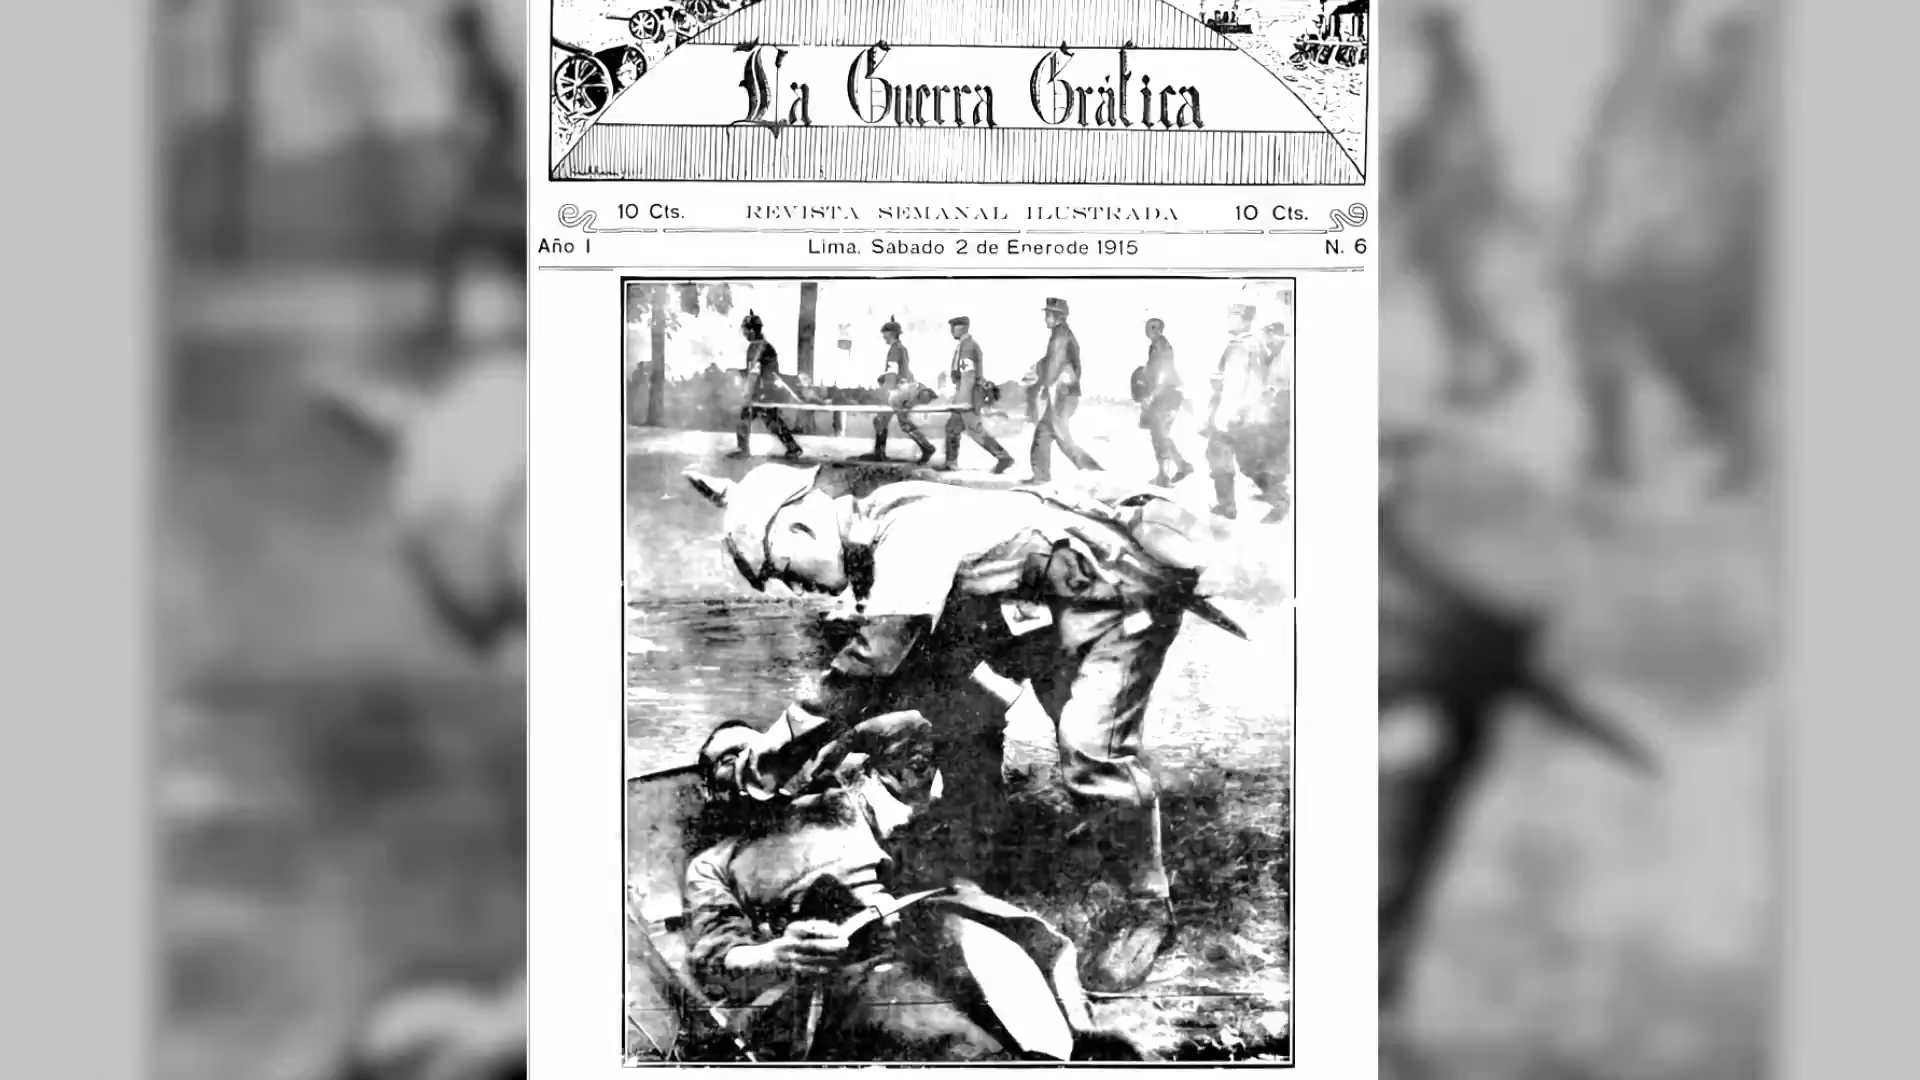 La Guerra Gráfica
10 Cts. REVISTA SEMANAL ILUSTRADA 10 Cts.
Año I Lima. Sabado 2 de Enerode 1915 N. 6